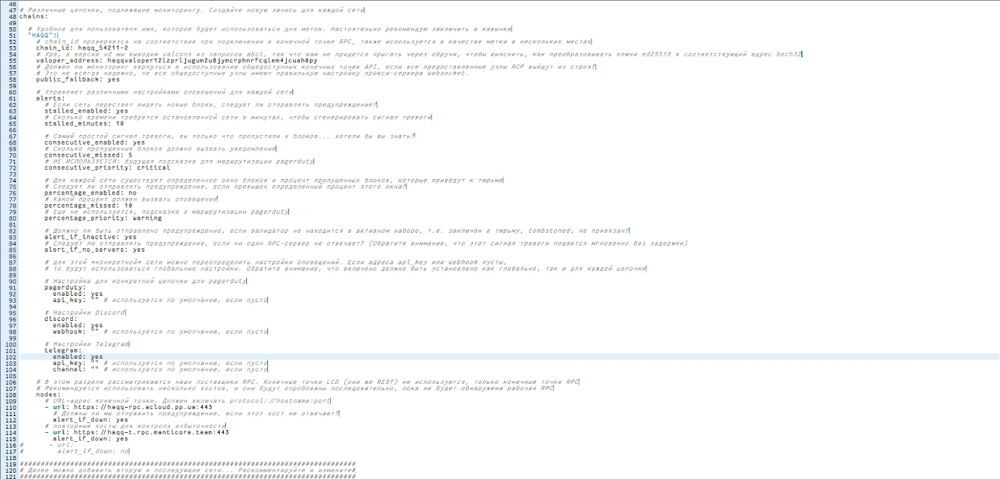 46
47 # Различные цепочки, подлежащие мониторингу. Создайте новую запись для каждой сети
48 chains:
49
50 # Удобное для пользователя имя, которое будет использоваться для меток. Настоятельно рекомендую заключить в кавычки
51 "HAQQ":
52 # chain_id проверяется на соответствие при подключении к конечной точке RPC, также используется в качестве метки в нескольких местах
53 chain_id: haqq_54211-2
54 # Ура, в версии v2 мы выводим valcons из запросов abci, так что вам не придется прыгать через обручи, чтобы выяснить, как преобразовывать ключи ed25519 в соответствующий адрес bech32
55 valoper_address: haqqvaloper12lzprljugum2u0jymcrphnrfcqlem4jcuah0py
56 # Должен ли мониторинг вернуться к использованию общедоступных конечных точек API, если все предоставленные узлы RCP выйдут из строя?
57 # Это не всегда надежно, не все общедоступные узлы имеют правильную настройку прокси-сервера websocket.
58 public_fallback: yes
59
60 # Управляет различными настройками оповещений для каждой сети
61 alerts:
62 # Если сеть перестает видеть новые блоки, следует ли отправлять предупреждение?
63 stalled_enabled: yes
64 # Сколько времени требуется остановленной сети в минутах, чтобы сгенерировать сигнал тревоги
65 stalled_minutes: 10
66
67 # Самый простой сигнал тревоги, вы только что пропустили x блоков... хотели бы вы знать?
68 consecutive_enabled: yes
69 # Сколько пропущенных блоков должно вызвать уведомление
70 consecutive_missed: 5
71 # НЕ ИСПОЛЬЗУЕТСЯ: будущая подсказка для маршрутизации pagerduty
72 consecutive_priority: critical
73
74 # Для каждой сети существует определенное окно блоков и процент пропущенных блоков, которые приведут к тюрьме
75 # Следует ли отправлять предупреждение, если превышен определенный процент этого окна?
76 percentage_enabled: no
77 # Какой процент должен вызвать оповещение
78 percentage_missed: 10
79 # Еще не используется, подсказка о маршрутизации pagerduty
80 percentage_priority: warning
81
82 # Должно ли быть отправлено предупреждение, если валидатор не находится в активном наборе, т.е. заключен в тюрьму, tombstoned, не привязан?
83 alert_if_inactive: yes
84 # Следует ли отправлять предупреждение, если ни один RPC-сервер не отвечает? (Обратите внимание, что этот сигнал тревоги подается мгновенно без задержки)
85 alert_if_no_servers: yes
86
87 # для этой *конкретной* сети можно переопределить настройки оповещений. Если адреса api_key или webhook пусты,
88 # то будут использоваться глобальные настройки. Обратите внимание, что включено должно быть установлено как глобально, так и для каждой цепочки
89
90 # Настройка для конкретной цепочки для pagerduty
91 pagerduty:
92 enabled: yes
93 api_key: "" # используется по умолчанию, если пусто
94
95 # Настройки Discord
96 discord:
97 enabled: yes
98 webhook: "" # используется по умолчанию, если пусто
99
100 # Настройки Telegram
101 telegram:
102 enabled: yes
103 api_key: "" # используется по умолчанию, если пусто
104 channel: "" # используется по умолчанию, если пусто
105
106 # В этом разделе рассматриваются наши поставщики RPC. Конечные точки LCD (они же REST) не используются, только конечные точки RPC
107 # Рекомендуется использовать несколько хостов, и они будут опробованы последовательно, пока не будет обнаружена рабочая RPC
108 nodes:
109 # URL-адрес конечной точки. Должен включать protocol://hostname:port
110 - url: https://haqq-rpc.acloud.pp.ua:443
111 # Должны ли мы отправить предупреждение, если этот хост не отвечает?
112 alert_if_down: yes
113 # повторные хосты для контроля избыточности
114 - url: https://haqq-t.rpc.manticore.team:443
115 alert_if_down: yes
116 # - url:
117 # alert_if_down: no
118
119 ################################################################################
120 # Далее можно добавить вторую и последующие сети... Раскомментируйте и измените#
121 ################################################################################